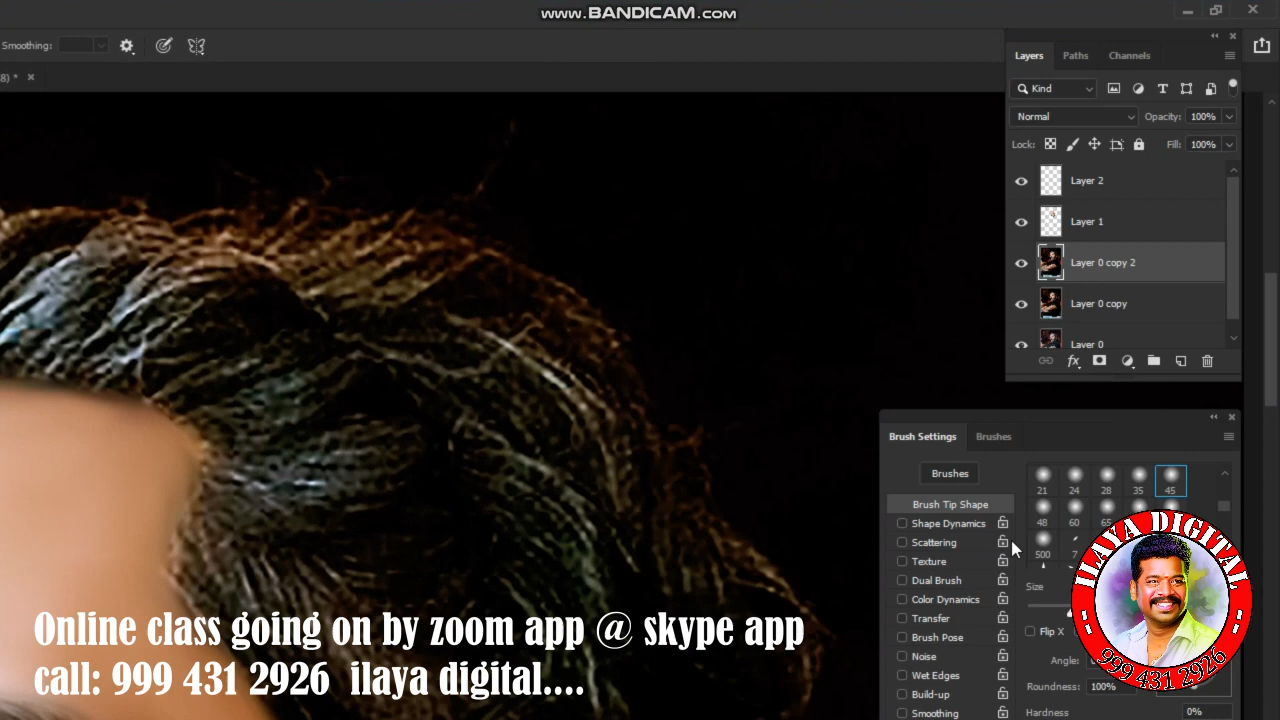 www.BANDICAM.com
Smoothing:
8) *
Layers Paths Channels
Kind
Normal Opacity: 100%
Lock: Fill: 100%
Layer 2
Layer 1
Layer 0 copy 2
Layer 0 copy
Layer 0
Brush Settings Brushes
Brushes
21 24 28 35 45
Brush Tip Shape
48 60
Shape Dynamics
Scattering
500
Texture
Dual Brush
Size
Color Dynamics
Transfer
Flip X
Brush Pose
Noise
Angle:
Wet Edges
Roundness: 100%
Build-up
Smoothing
Hardness 0%
ILAYA DIGITAL
999 431 2926
Online class going on by zoom app @ skype app
call: 999 431 2926 ilaya digital....